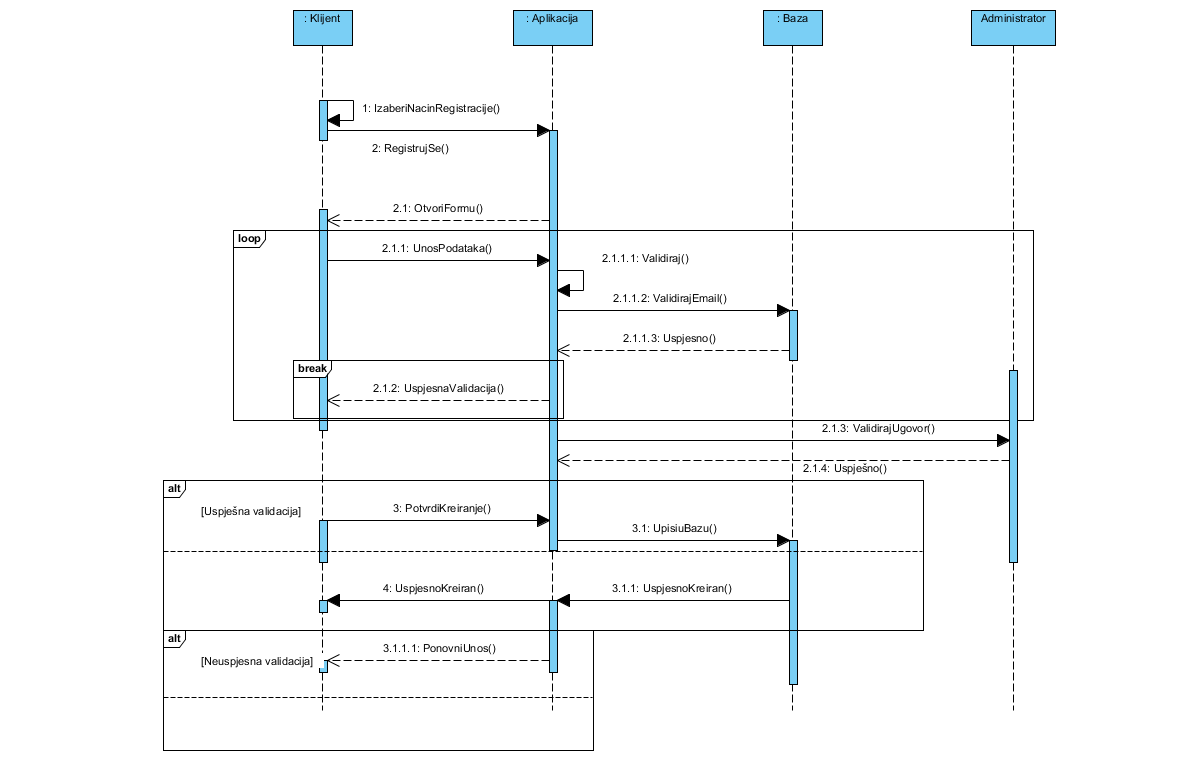 : Klijent
: Aplikacija
: Baza
Administrator
1: IzaberiNacinRegistracije()
2: RegistrujSe()
2.1: OtvoriFormu()
loop
2.1.1: UnosPodataka()
2.1.1.1: Validiraj()
2.1.1.2: ValidirajEmail()
2.1.1.3: Uspjesno()
break
2.1.2: UspjesnaValidacija()
2.1.3: ValidirajUgovor()
2.1.4: Uspješno()
alt
[Uspješna validacija]
3: PotvrdiKreiranje()
3.1: UpisiuBazu()
4: UspjesnoKreiran()
3.1.1: UspjesnoKreiran()
alt
3.1.1.1: PonovniUnos()
[Neuspjesna validacija]